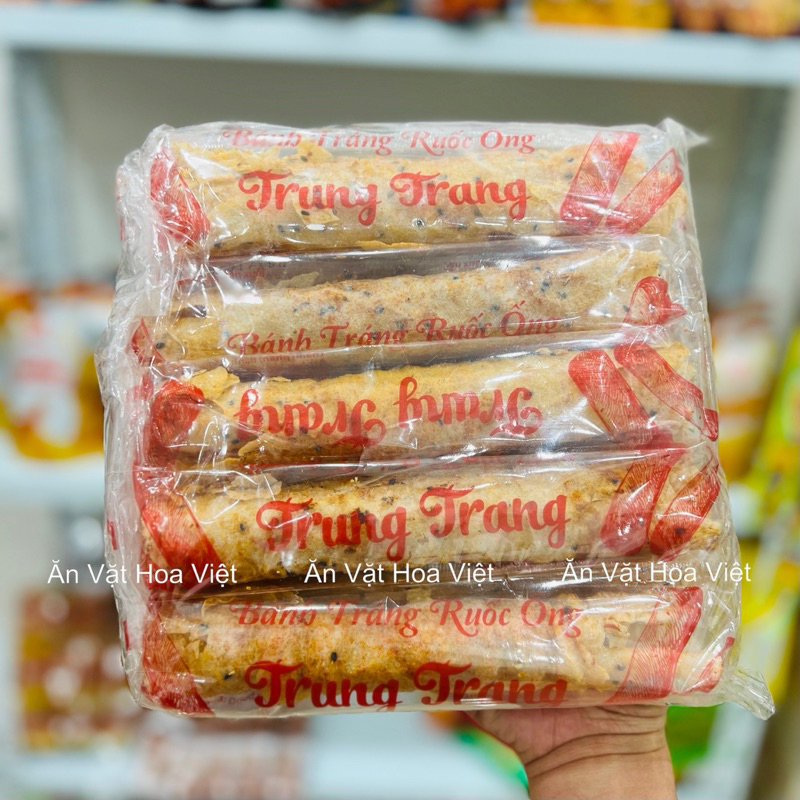 Bánh Tráng Ruốc Ống
Trung Trang
Bánh Tráng Ruốc Ống
Trung Trang
Trung Trang
Ăn Vặt Hoa Việt Ăn Vặt Hoa Việt Ăn Vặt Hoa Việt
Bánh Tráng Ruốc Ống
Trung Trang